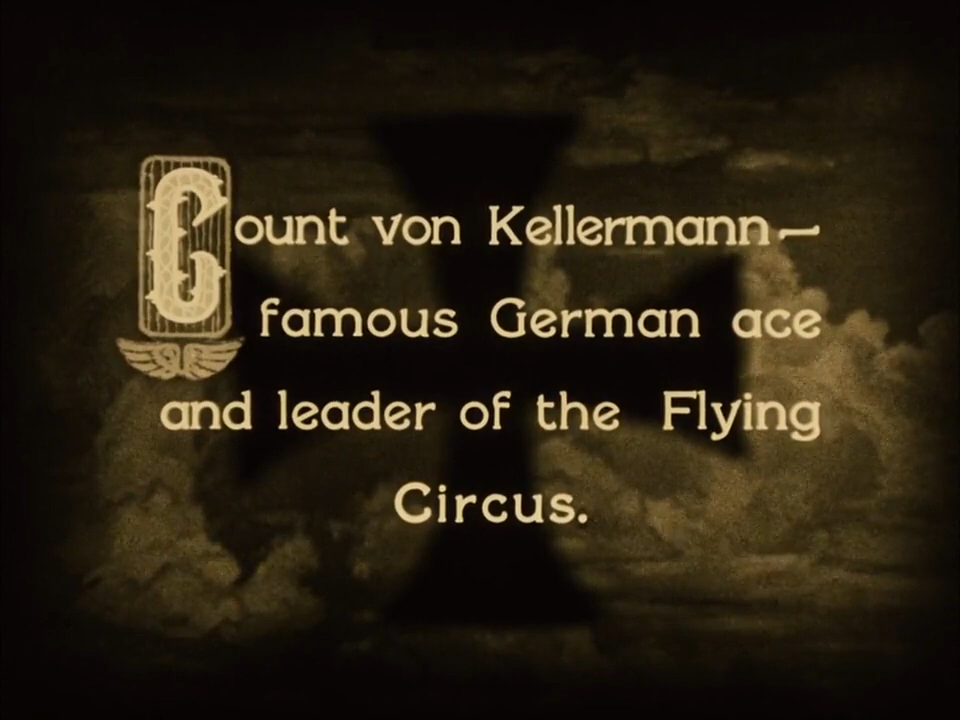 Count von Kellermann—
famous German ace
and leader of the Flying
Circus.